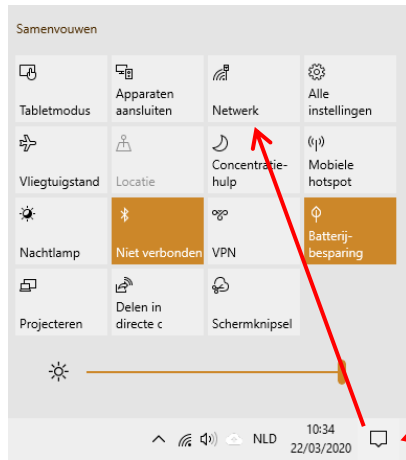 Samenvouwen
Tabletmodus
Apparaten
aansluiten
Netwerk
Alle
instellingen
Vliegtuigstand
Locatie
Concentratie-
hulp
Mobiele
hotspot
Nachtlamp
Niet verbonden
VPN
Batterij-
besparing
Projecteren
Delen in
directe c
Schermknipsel
NLD
10:34
22/03/2020